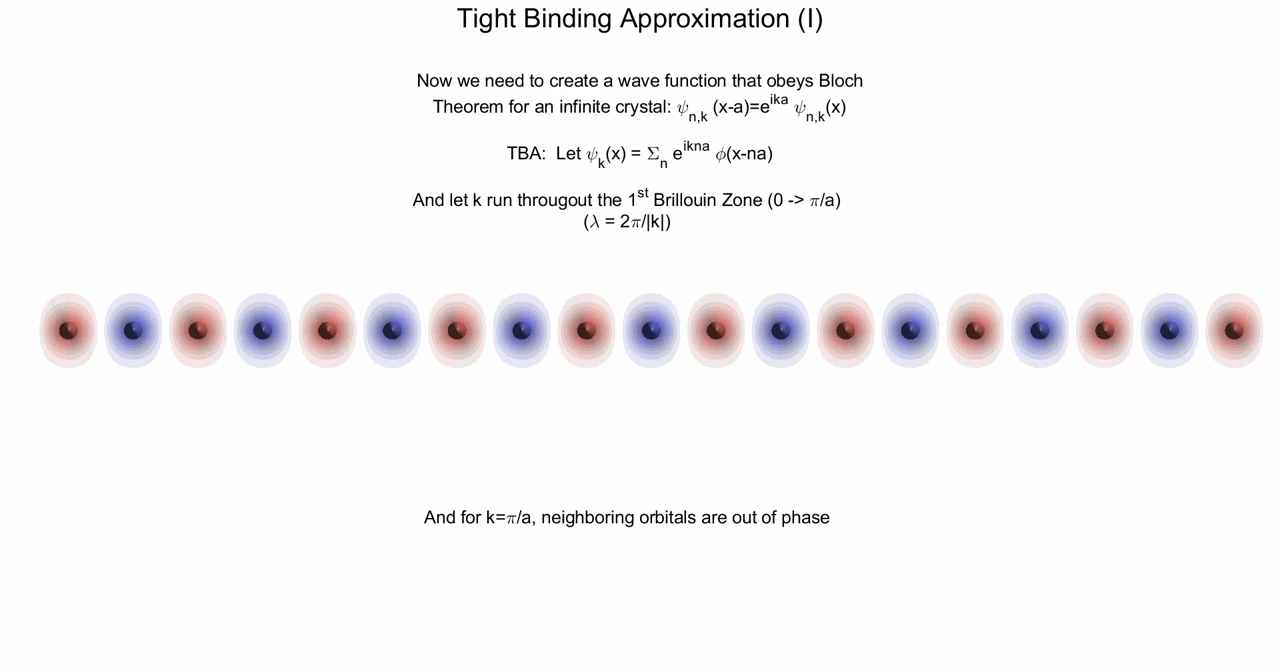 Tight Binding Approximation (I)
Now we need to create a wave function that obeys Bloch
Theorem for an infinite crystal: ψn,k (x-a)=e^ika ψn,k(x)
TBA: Let ψk(x) = Σn e^ikna ϕ(x-na)
And let k run througout the 1st Brillouin Zone (0 -> π/a)
(λ = 2π/|k|)
And for k=π/a, neighboring orbitals are out of phase